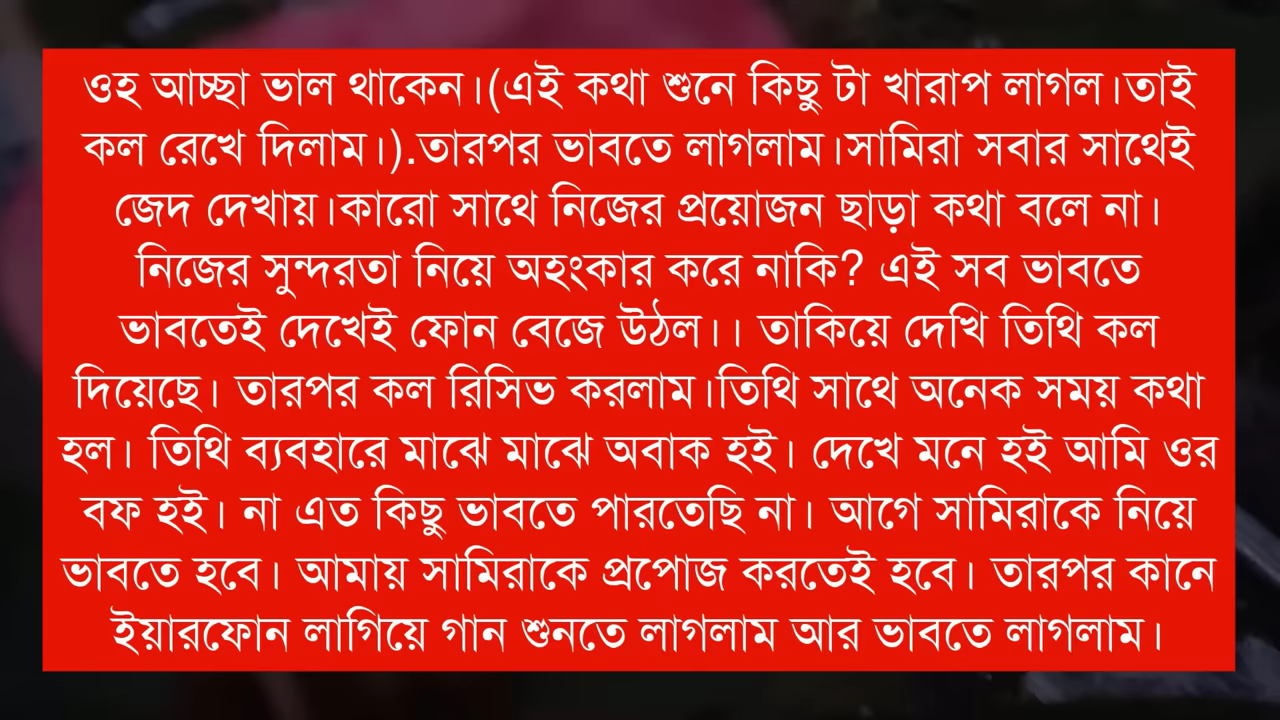 ওহ আচ্ছা ভাল থাকেন।(এই কথা শুনে কিছু টা খারাপ লাগল।তাই
কল রেখে দিলাম।).তারপর ভাবতে লাগলাম।সামিরা সবার সাথেই
জেদ দেখায়।কারো সাথে নিজের প্রয়োজন ছাড়া কথা বলে না।
নিজের সুন্দরতা নিয়ে অহংকার করে নাকি? এই সব ভাবতে
ভাবতেই দেখেই ফোন বেজে উঠল।। তাকিয়ে দেখি তিথি কল
দিয়েছে। তারপর কল রিসিভ করলাম।তিথি সাথে অনেক সময় কথা
হল। তিথি ব্যবহারে মাঝে মাঝে অবাক হই। দেখে মনে হই আমি ওর
বফ হই। না এত কিছু ভাবতে পারতেছি না। আগে সামিরাকে নিয়ে
ভাবতে হবে। আমায় সামিরাকে প্রপোজ করতেই হবে। তারপর কানে
ইয়ারফোন লাগিয়ে গান শুনতে লাগলাম আর ভাবতে লাগলাম।